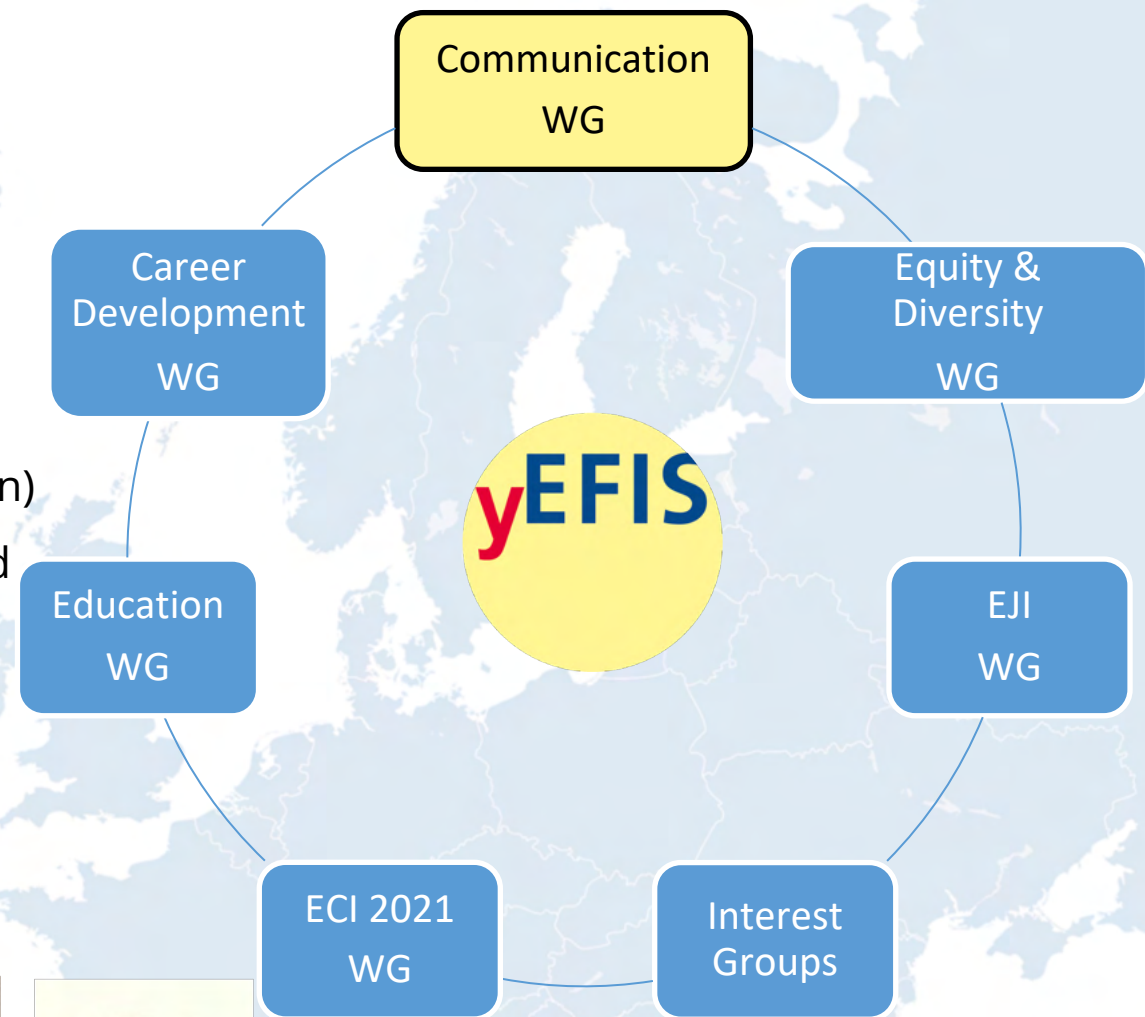 Communication
WG
Career
Development
WG
Equity &
Diversity
WG
yEFIS
n)
d
Education
WG
EJI
WG
ECI 2021
WG
Interest
Groups